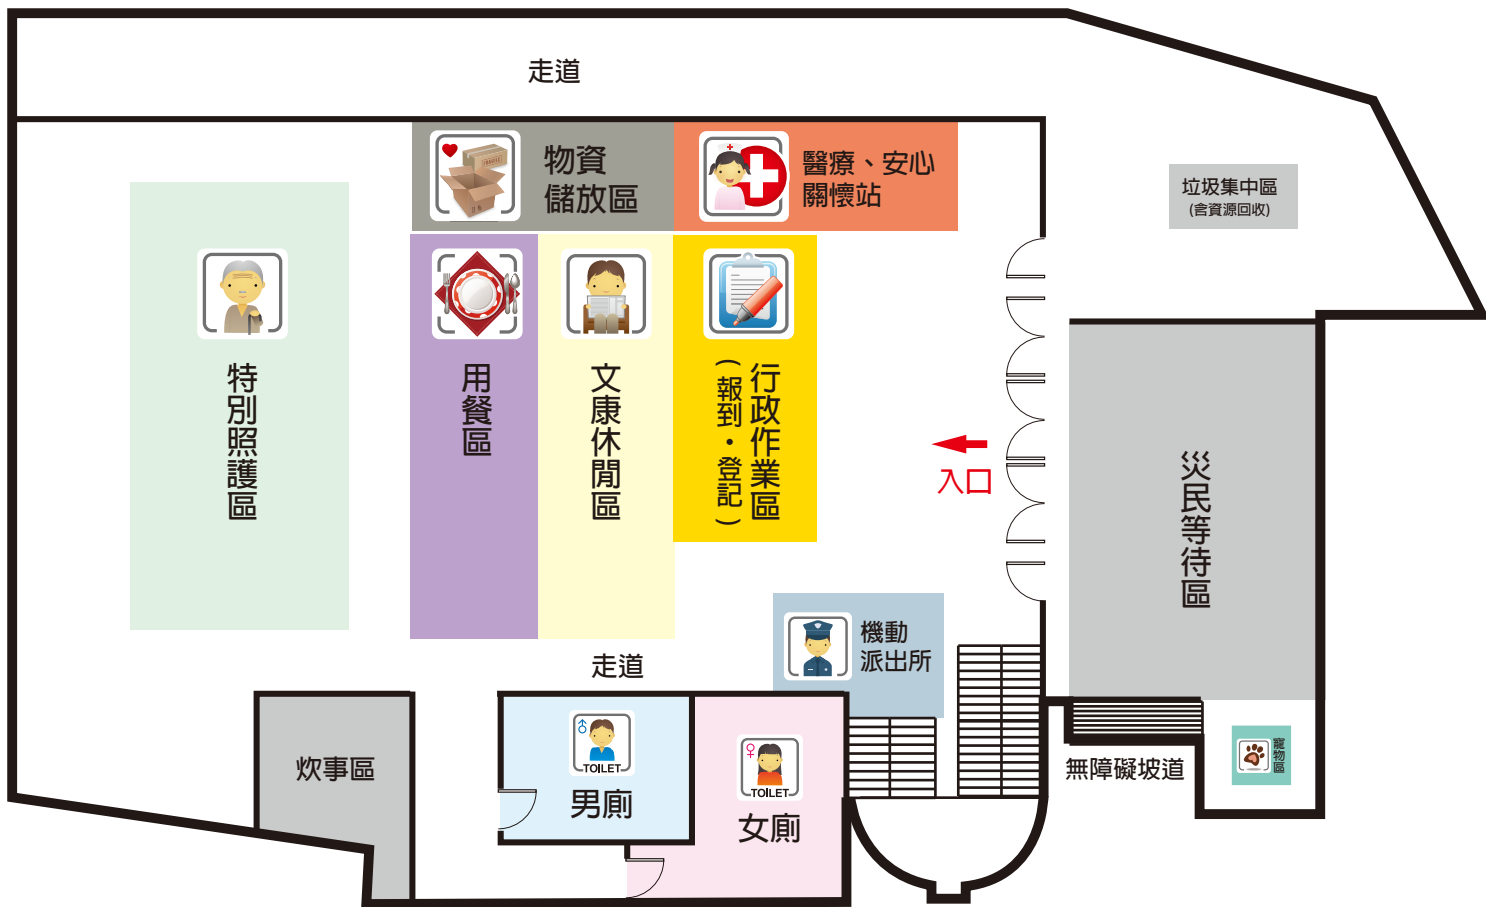 走道
物資
儲放區
醫療、安心
關懷站
垃圾集中區
(含資源回收)
特別照護區
用餐區
文康休閒區
行政作業區
(報到・登記)
入口
災民等待區
機動
派出所
走道
炊事區
TOILET
男廁
TOILET
女廁
無障礙坡道
寵物區